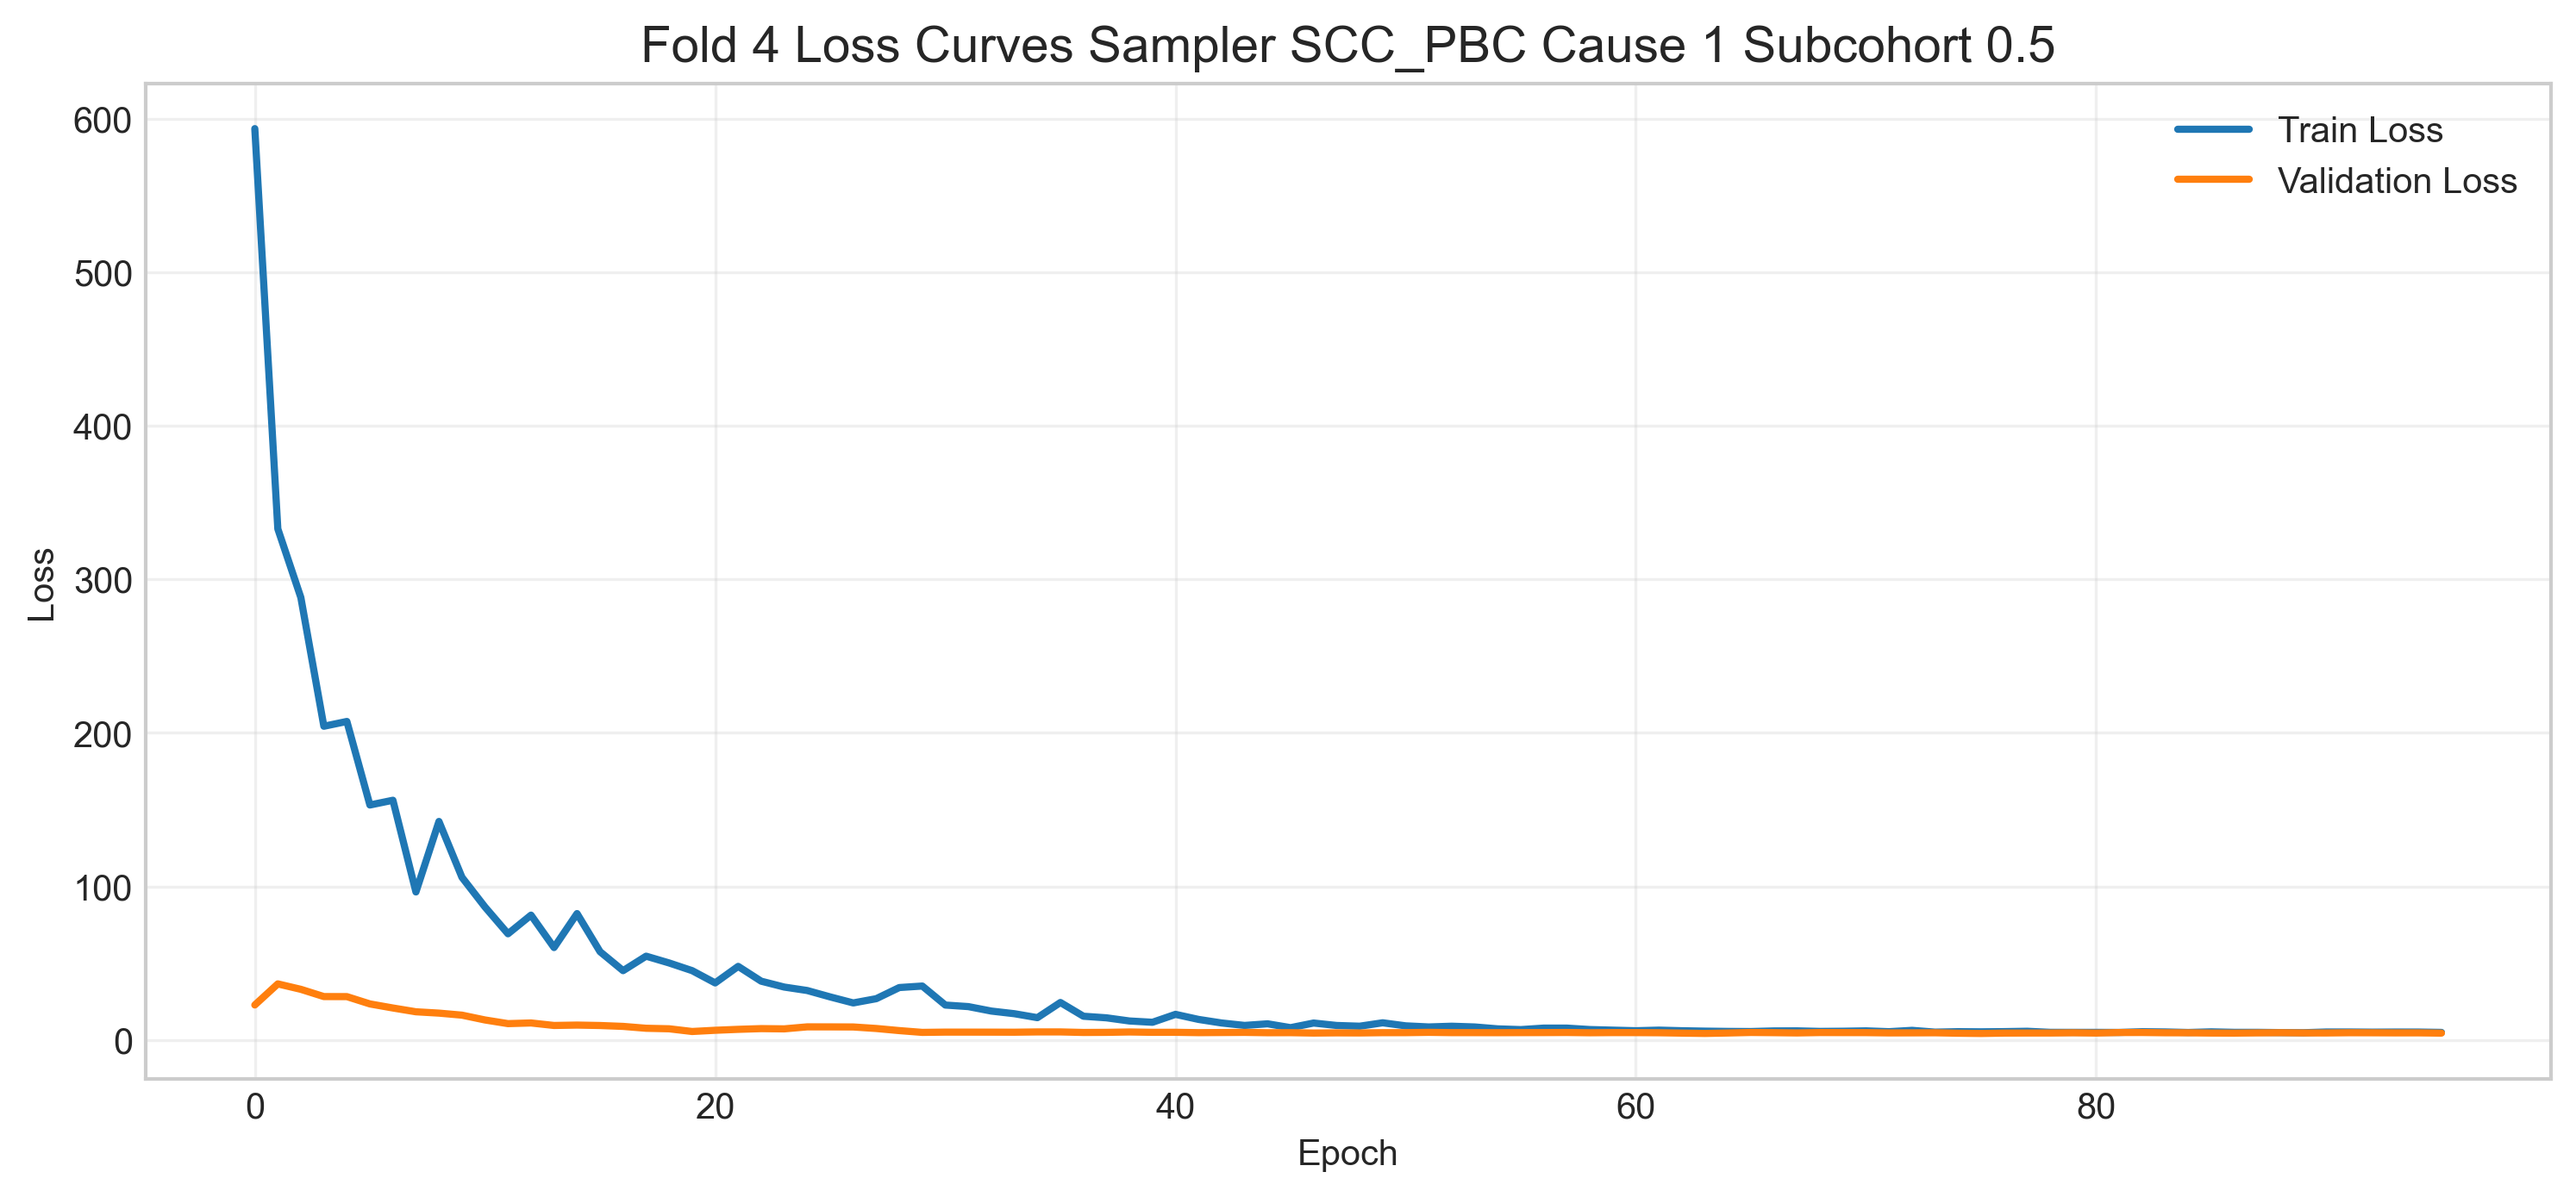 Fold 4 Loss Curves Sampler SCC_PBC Cause 1 Subcohort 0.5
Train Loss
Validation Loss
Loss
600
500
400
300
200
100
0
0 20 40 60 80
Epoch